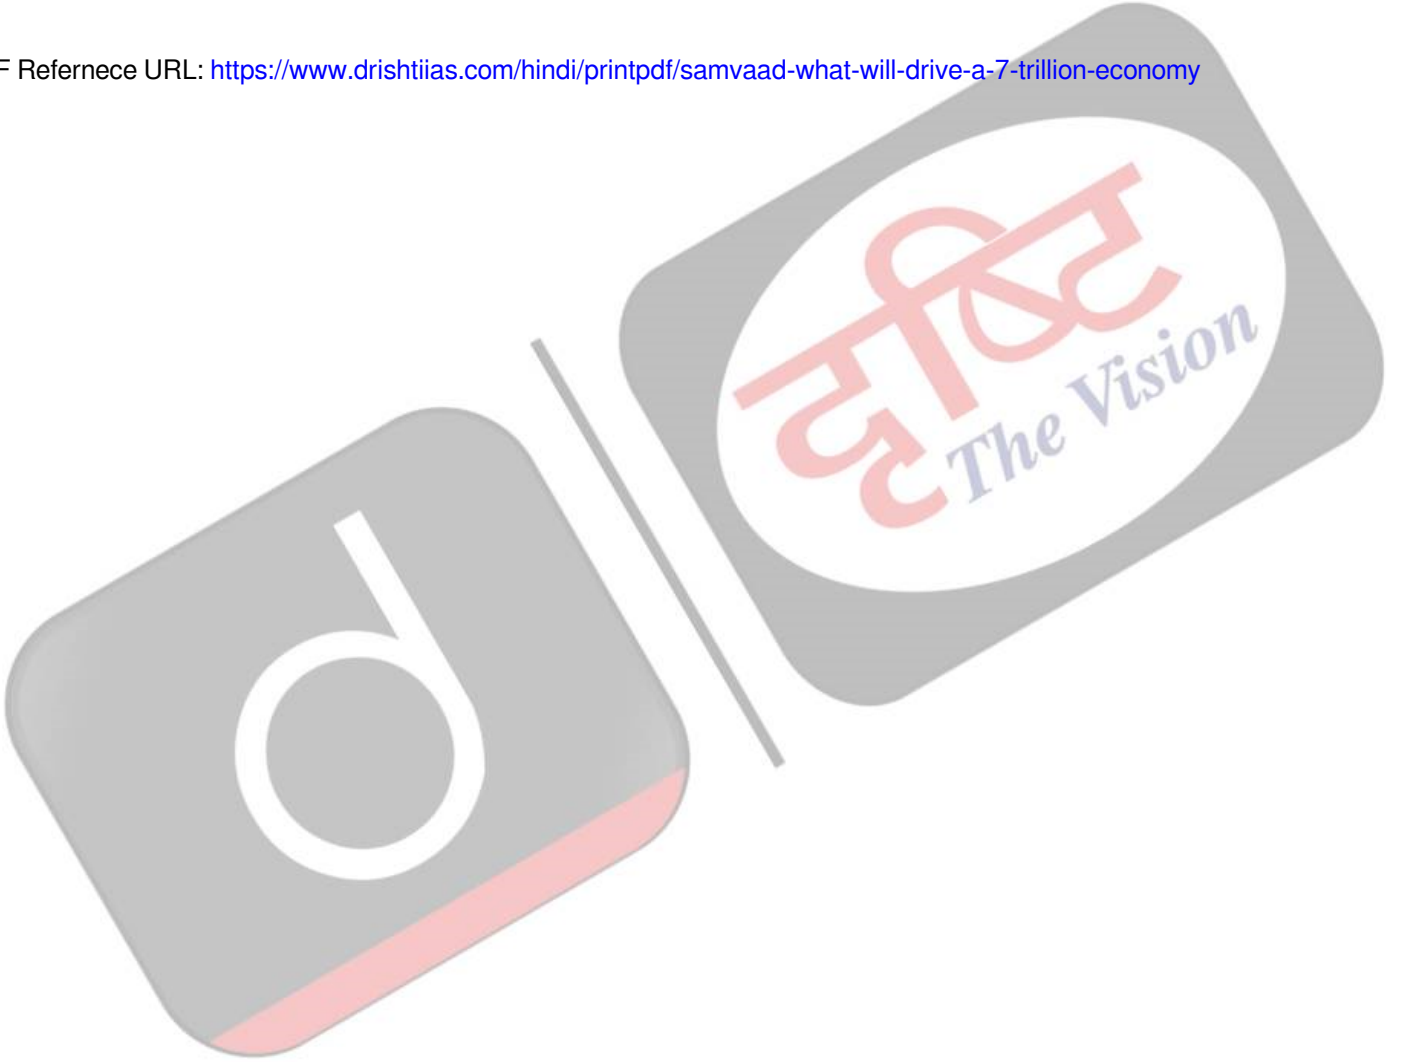 F Refernece URL: https://www.drishtiias.com/hindi/printpdf/samvaad-what-will-drive-a-7-trillion-economy
दृष्टि
The Vision
d